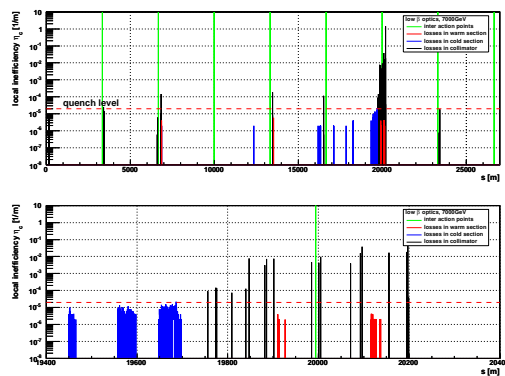 low β optics, 7000GeV
inter action points
losses in warm section
losses in cold section
losses in collimator
local inefficiency η_c [1/m]
10
1
10⁻¹
10⁻²
10⁻³
10⁻⁴
10⁻⁵
10⁻⁶
10⁻⁷
10⁻⁸
quench level
0 5000 10000 15000 20000 25000
s [m]
low β optics, 7000GeV
inter action points
losses in warm section
losses in cold section
losses in collimator
local inefficiency η_c [1/m]
10
1
10⁻¹
10⁻²
10⁻³
10⁻⁴
10⁻⁵
10⁻⁶
10⁻⁷
10⁻⁸
19400 19600 19800 20000 20200 2040
s [m]